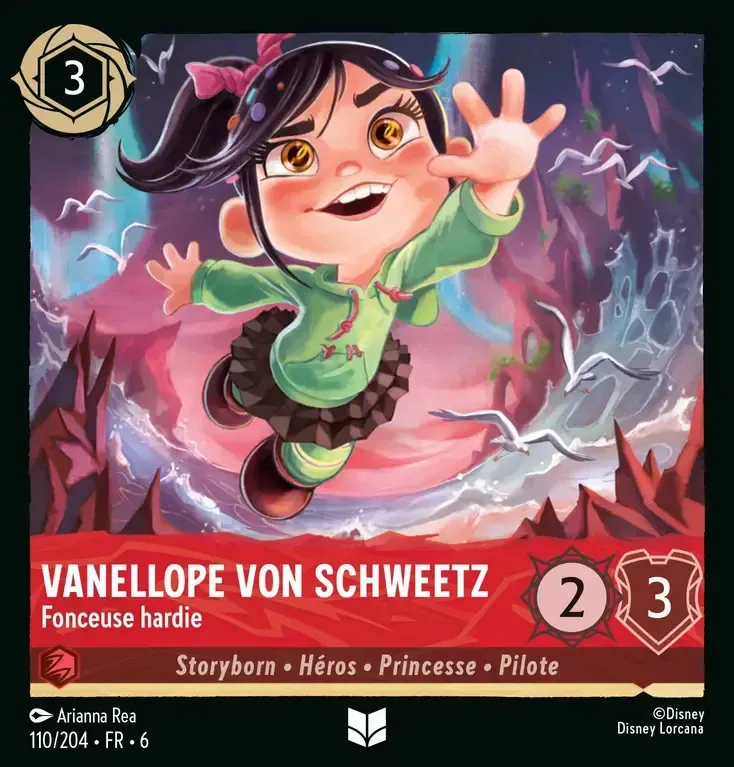 3
VANELLOPE VON SCHWEETZ
Fonceuse hardie
2
3
Storyborn • Héros • Princesse • Pilote
Arianna Rea
©Disney
110/204 • FR • 6
Disney Lorcana